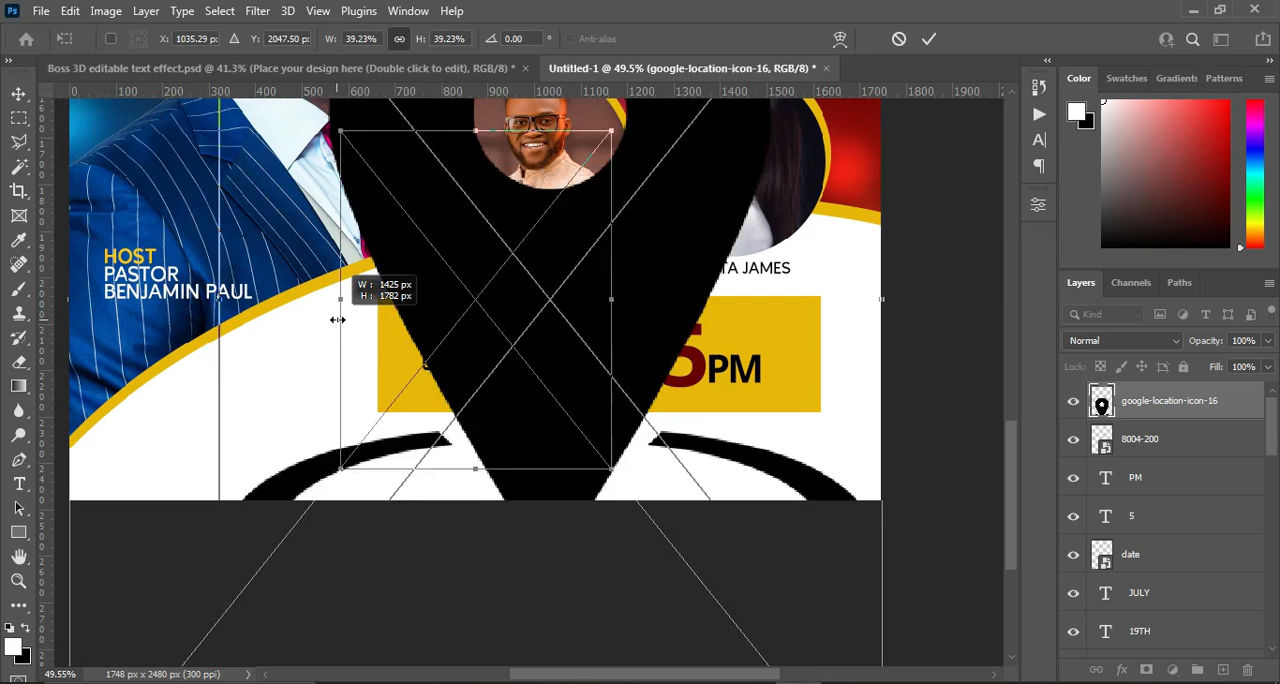 Ps File Edit Image Layer Type Select Filter 3D View Plugins Window Help
X: 1035.29 px Y: 2047.50 px W: 39.23% H: 39.23% 0.00 ° Anti-alias
Boss 3D editable text effect.psd @ 41.3% (Place your design here (Double click to edit), RGB/8) * ×
Untitled-1 @ 49.5% (google-location-icon-16, RGB/8) * ×
0 100 200 300 400 500 600 700 800 900 1000 1100 1200 1300 1400 1500 1600 1700 1800 1900
Color Swatches Gradients Patterns
HO$T
PASTOR
BENJAMIN PAUL
TA JAMES
W: 1425 px
H: 1782 px
5PM
Layers Channels Paths
Kind
Normal Opacity: 100%
Lock: Fill: 100%
google-location-icon-16
8004-200
T PM
T 5
date
T JULY
T 19TH
49.55% 1748 px x 2480 px (300 ppi)